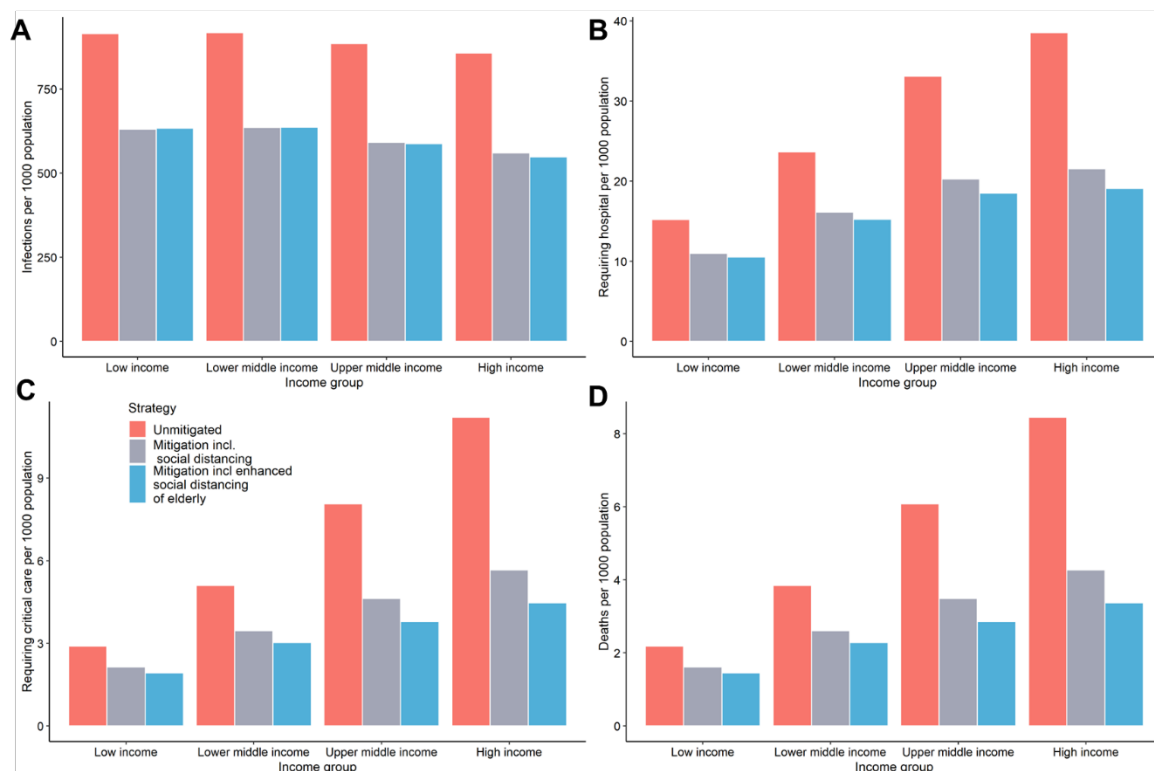 A
Infections per 1000 population
750
500
250
0
Low income
Lower middle income
Upper middle income
High income
Income group
B
Requiring hospital per 1000 population
40
30
20
10
0
Low income
Lower middle income
Upper middle income
High income
Income group
C
Requiring critical care per 1000 population
9
6
3
0
Strategy
Unmitigated
Mitigation incl.
social distancing
Mitigation incl enhanced
social distancing
of elderly
Low income
Lower middle income
Upper middle income
High income
Income group
D
Deaths per 1000 population
8
6
4
2
0
Low income
Lower middle income
Upper middle income
High income
Income group